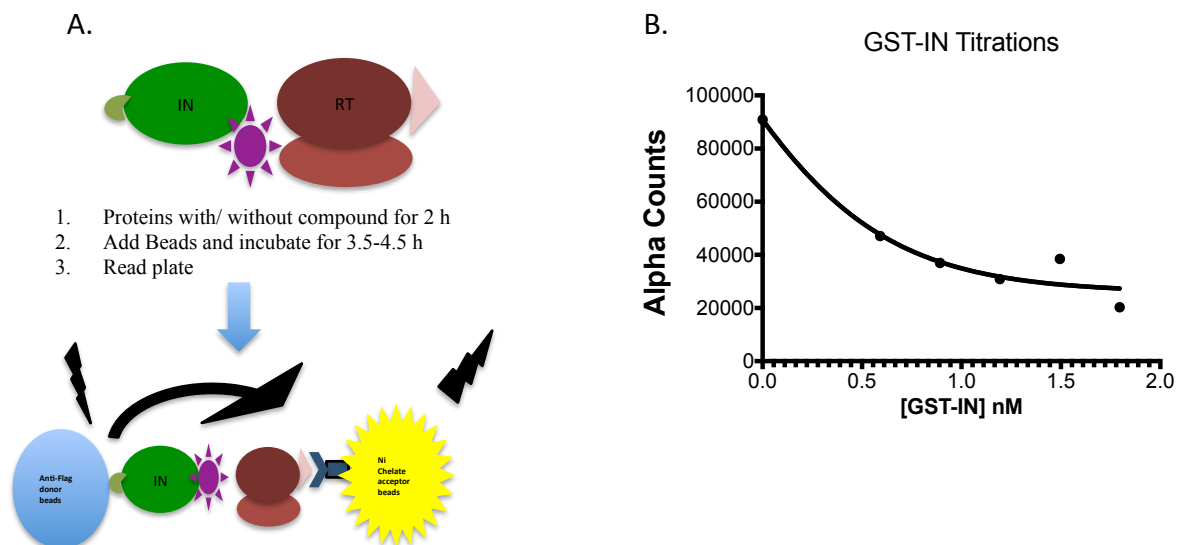 A.
IN
RT
1. Proteins with/ without compound for 2 h
2. Add Beads and incubate for 3.5-4.5 h
3. Read plate
Anti-Flag
donor
beads
IN
Ni
Chelate
acceptor
beads
B.
GST-IN Titrations
Alpha Counts
100000
80000
60000
40000
20000
0
0.0 0.5 1.0 1.5 2.0
[GST-IN] nM